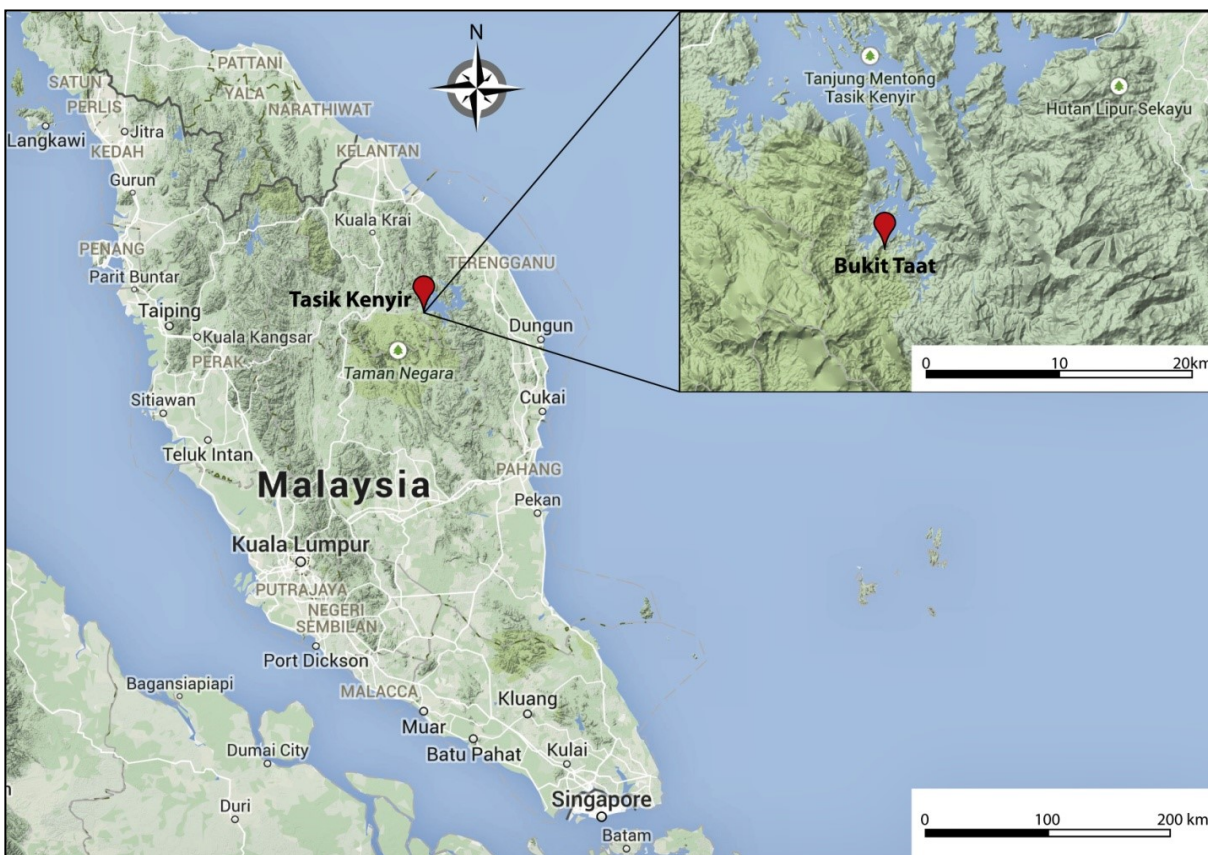 N
PATTANI
SATUN
YALA
PERLIS
NARATHIWAT
Langkawi
Jitra
KEDAH
KELANTAN
Gurun
Kuala Krai
PENANG
TERENGGANU
Parit Buntar
Tasik Kenyir
Taiping
Kuala Kangsar
Dungun
PERAK
Taman Negara
Sitiawan
Cukai
Teluk Intan
PAHANG
Malaysia
Pekan
Kuala Lumpur
PUTRAJAYA
NEGERI
SEMBILAN
Port Dickson
Bagansiapiapi
MALACCA
Kluang
Muar
Dumai City
Batu Pahat
Kulai
Duri
Singapore
Batam
Tanjung Mentong
Tasik Kenyir
Hutan Lipur Sekayu
Bukit Taat
0 10 20km
0 100 200 km